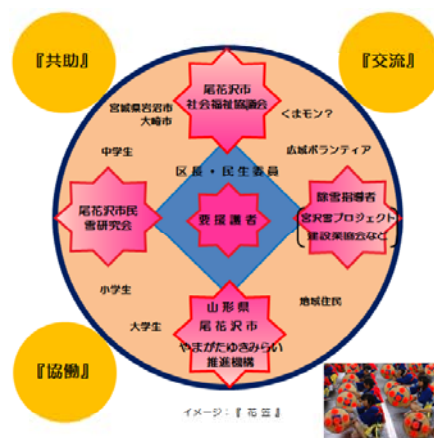 『共助』
『交流』
尾花沢市
社会福祉協議会
宮城県岩沼市
大崎市
くまモン？
中学生
広域ボランティア
区長・民生委員
尾花沢市民
雪研究会
要援護者
除雪指導者
宮沢雪プロジェクト
建設業協会など
小学生
大学生
山形県
尾花沢市
やまがたゆきみらい
推進機構
地域住民
『協働』
イメージ：『花笠』